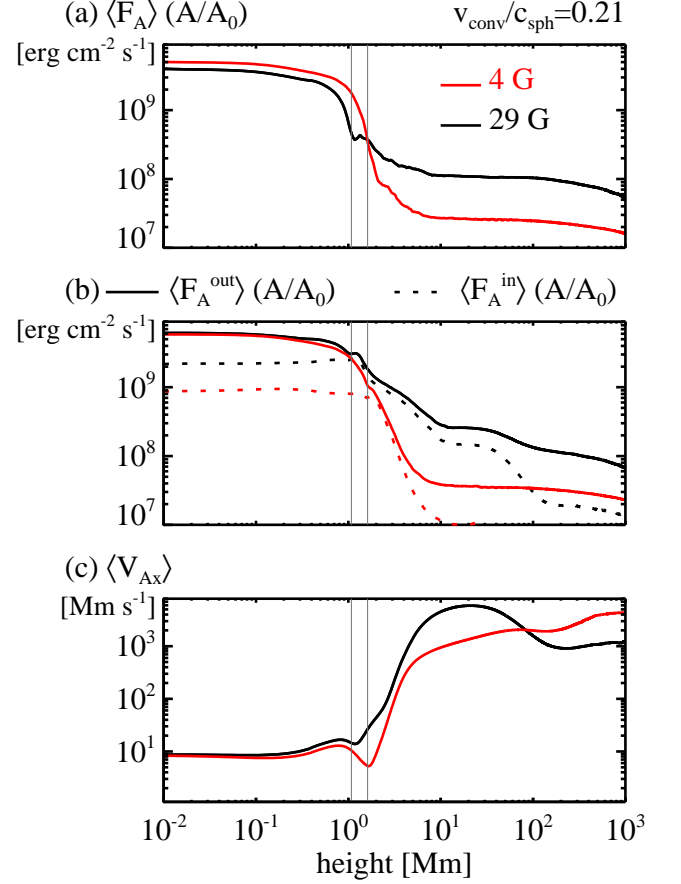 (a) ⟨F_A⟩ (A/A_0) v_conv/c_sph=0.21
[erg cm^-2 s^-1]
4 G
29 G
10^9
10^8
10^7
(b) ⟨F_A^out⟩ (A/A_0) ⟨F_A^in⟩ (A/A_0)
[erg cm^-2 s^-1]
10^9
10^8
10^7
(c) ⟨V_Ax⟩
[Mm s^-1]
10^3
10^2
10^1
10^-2 10^-1 10^0 10^1 10^2 10^3
height [Mm]